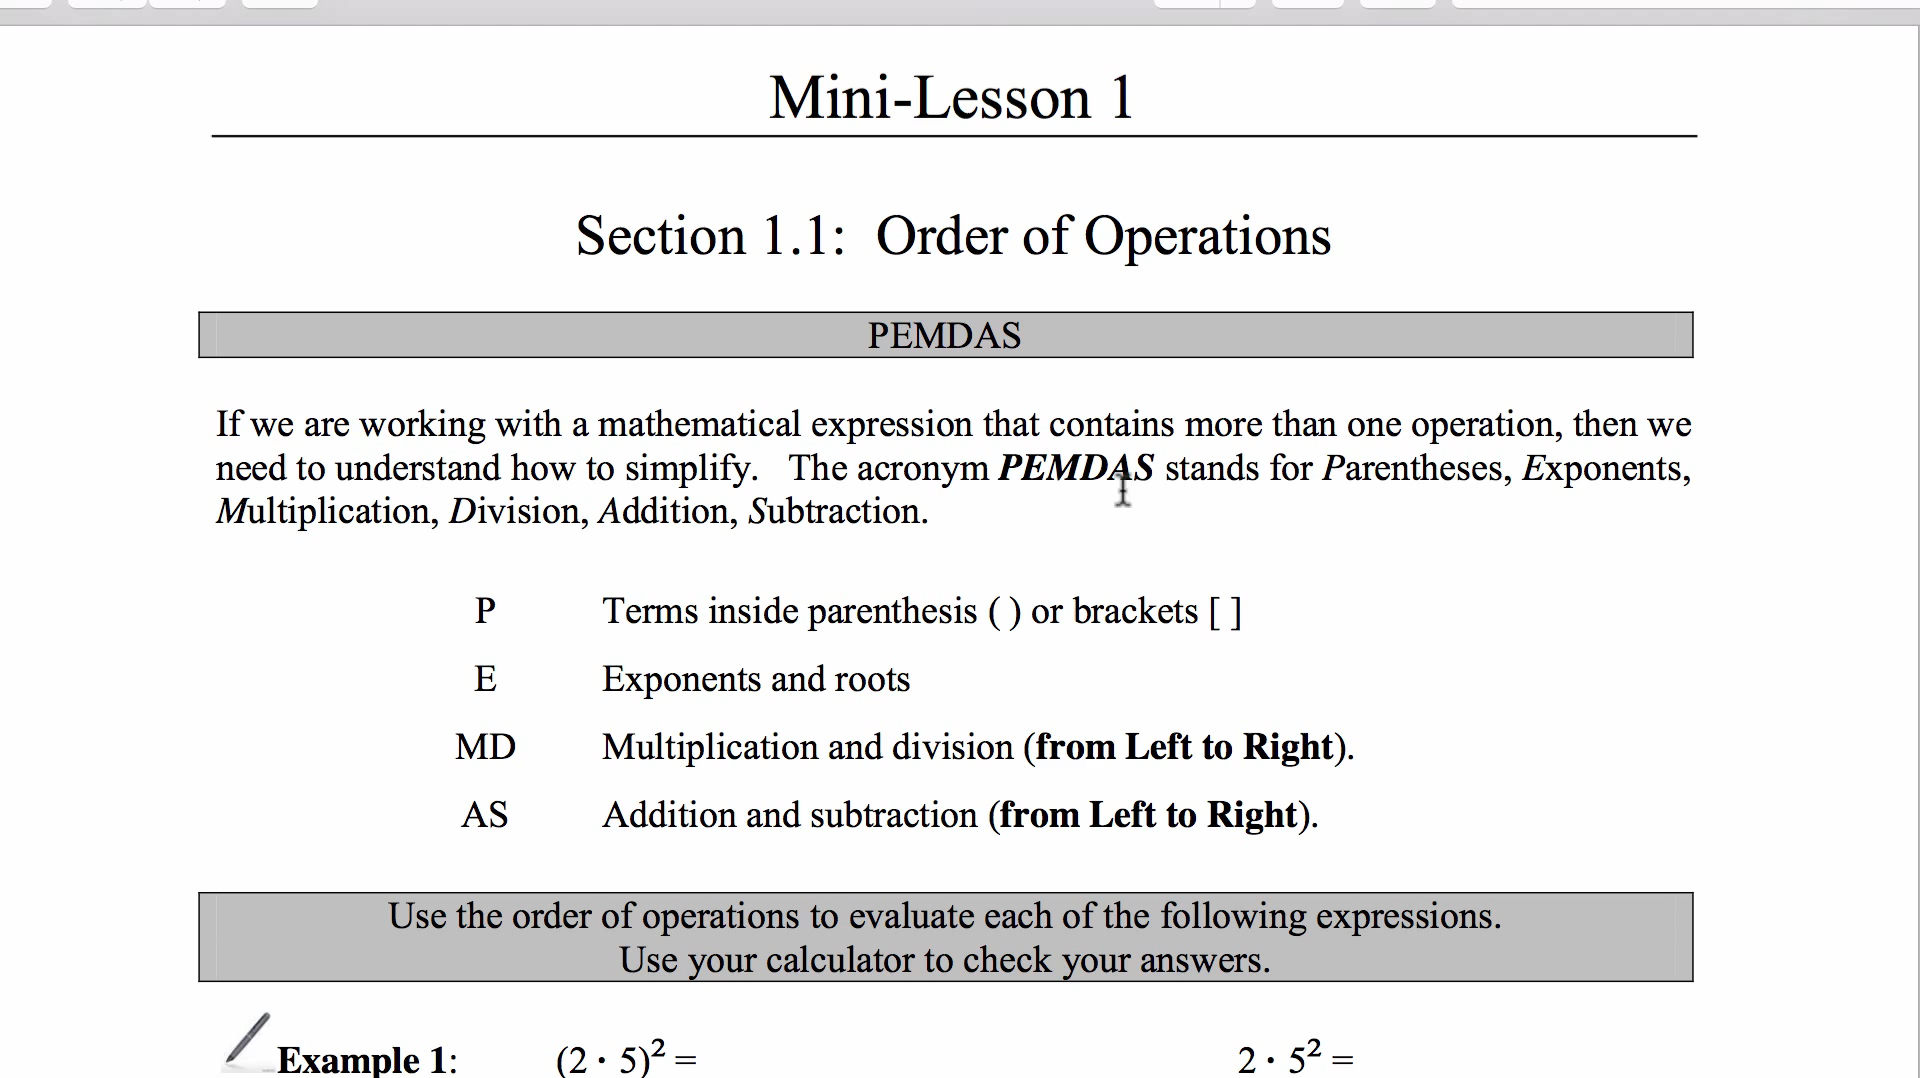 Mini-Lesson 1
Section 1.1:  Order of Operations
PEMDAS
If we are working with a mathematical expression that contains more than one operation, then we
need to understand how to simplify.   The acronym PEMDAS stands for Parentheses, Exponents,
Multiplication, Division, Addition, Subtraction.
P Terms inside parenthesis ( ) or brackets [ ]
E Exponents and roots
MD Multiplication and division (from Left to Right).
AS Addition and subtraction (from Left to Right).
Use the order of operations to evaluate each of the following expressions.
Use your calculator to check your answers.
Example 1: (2 · 5)² = 2 · 5² =